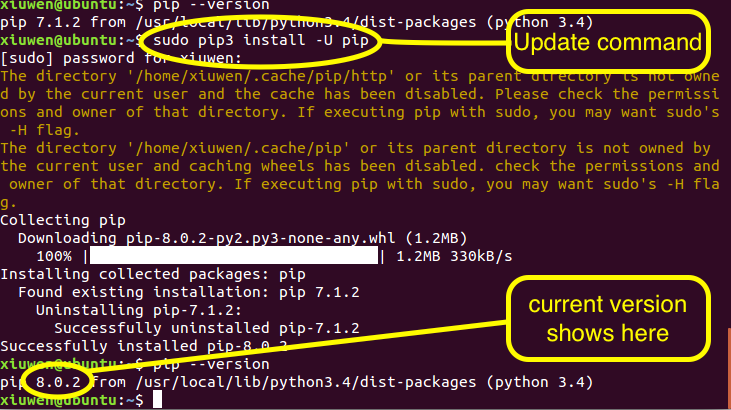 xiuwen@ubuntu:~$ pip --version
pip 7.1.2 from /usr/local/lib/python3.4/dist-packages (python 3.4)
xiuwen@ubuntu:~$ sudo pip3 install -U pip
Update command
[sudo] password for xiuwen:
The directory '/home/xiuwen/.cache/pip/http' or its parent directory is not owne
d by the current user and the cache has been disabled. Please check the permissi
ons and owner of that directory. If executing pip with sudo, you may want sudo's
-H flag.
The directory '/home/xiuwen/.cache/pip' or its parent directory is not owned by
the current user and caching wheels has been disabled. check the permissions and
owner of that directory. If executing pip with sudo, you may want sudo's -H fla
g.
Collecting pip
Downloading pip-8.0.2-py2.py3-none-any.whl (1.2MB)
100% | | 1.2MB 330kB/s
Installing collected packages: pip
Found existing installation: pip 7.1.2
Uninstalling pip-7.1.2:
Successfully uninstalled pip-7.1.2
Successfully installed pip-8.0.2
current version
shows here
xiuwen@ubuntu:~$ pip --version
pip 8.0.2 from /usr/local/lib/python3.4/dist-packages (python 3.4)
xiuwen@ubuntu:~$